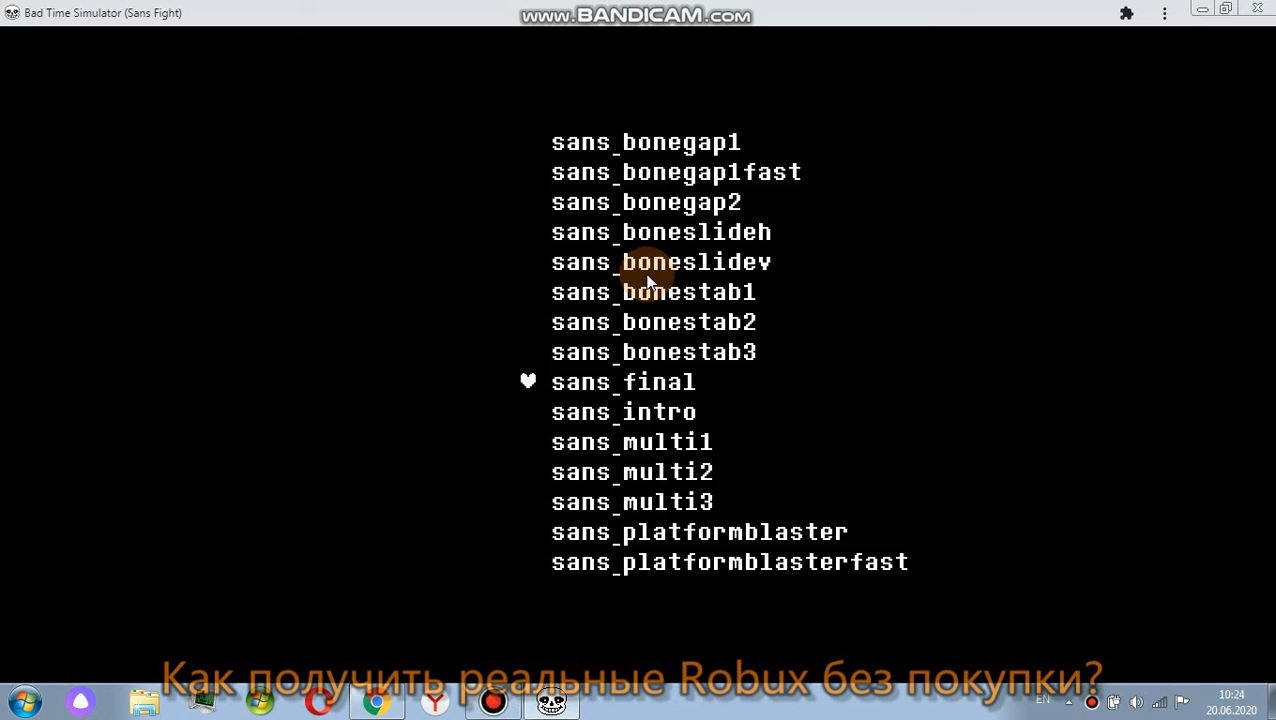 Bad Time Simulator (Sans Fight)
www.BANDICAM.com
sans_bonegap1
sans_bonegap1fast
sans_bonegap2
sans_boneslideh
sans_boneslidev
sans_bonestab1
sans_bonestab2
sans_bonestab3
sans_final
sans_intro
sans_multi1
sans_multi2
sans_multi3
sans_platformblaster
sans_platformblasterfast
Как получить реальные Robux без покупки?
EN
10:24
20.06.2020